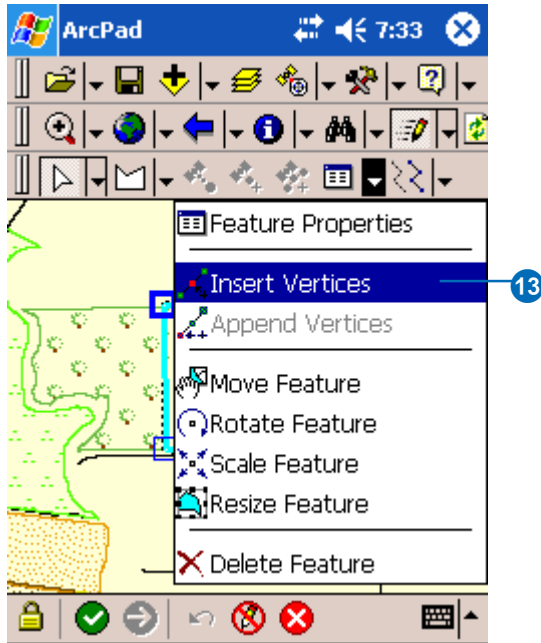 ArcPad 7:33
Feature Properties
Insert Vertices
13
Append Vertices
Move Feature
Rotate Feature
Scale Feature
Resize Feature
Delete Feature